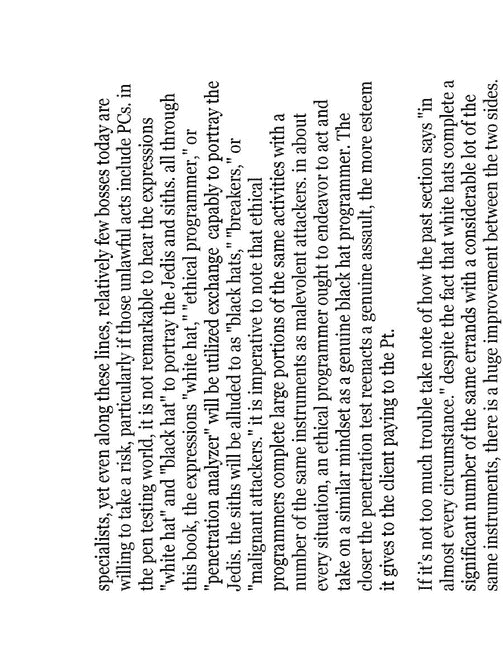 specialists, yet even along these lines, relatively few bosses today are
willing to take a risk, particularly if those unlawful acts include PCs. in
the pen testing world, it is not remarkable to hear the expressions
"white hat" and "black hat" to portray the Jedis and siths. all through
this book, the expressions "white hat," "ethical programmer," or
"penetration analyzer" will be utilized exchange capably to portray the
Jedis. the siths will be alluded to as "black hats," "breakers," or
"malignant attackers." it is imperative to note that ethical
programmers complete large portions of the same activities with a
number of the same instruments as malevolent attackers. in about
every situation, an ethical programmer ought to endeavor to act and
take on a similar mindset as a genuine black hat programmer. The
closer the penetration test reenacts a genuine assault, the more esteem
it gives to the client paying to the Pt.
If it's not too much trouble take note of how the past section says "in
almost every circumstance." despite the fact that white hats complete a
significant number of the same errands with a considerable lot of the
same instruments, there is a huge improvement between the two sides.